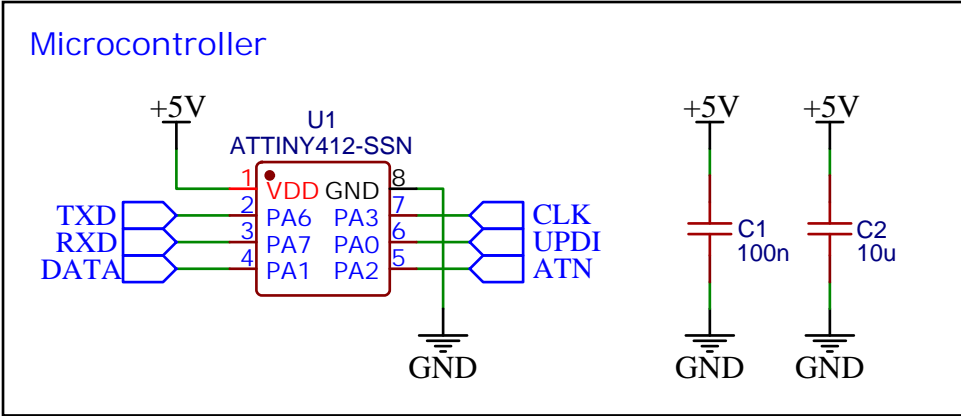 Microcontroller
+5V
U1
ATTINY412-SSN
+5V
+5V
1
VDD
GND
8
TXD
2
PA6
PA3
7
CLK
RXD
3
PA7
PA0
6
UPDI
DATA
4
PA1
PA2
5
ATN
C1
100n
C2
10u
GND
GND
GND